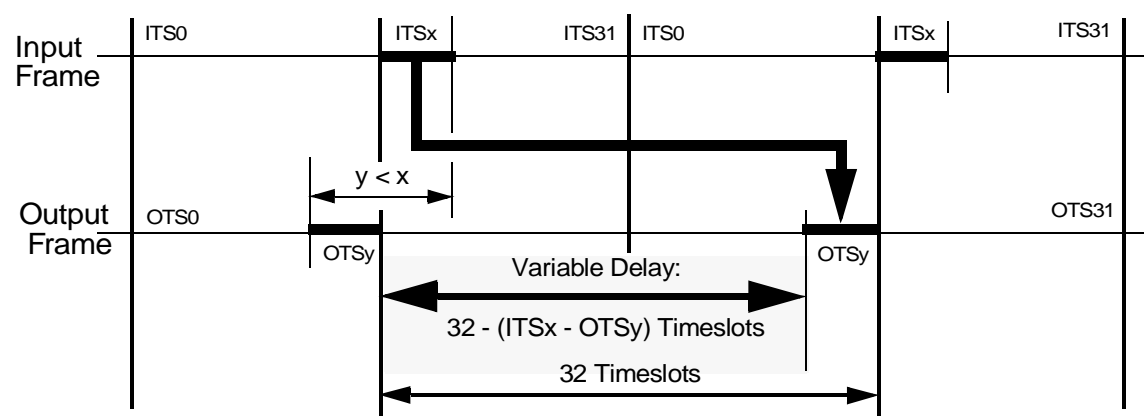 ITS0 ITSx ITS31 ITS0 ITSx ITS31
Input
Frame
y < x
Output
Frame
OTS0 OTS31
OTSy OTSy
Variable Delay:
32 - (ITSx - OTSy) Timeslots
32 Timeslots